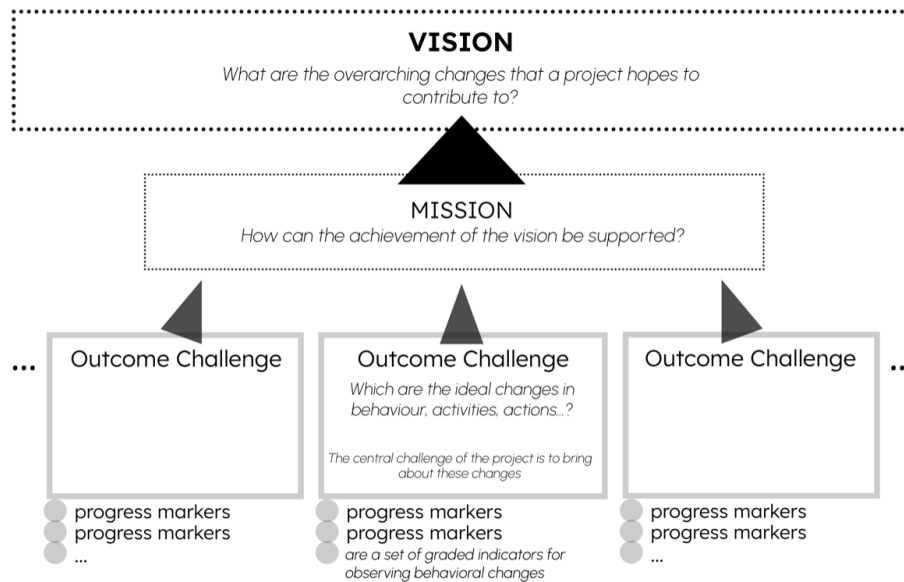 VISION
What are the overarching changes that a project hopes to
contribute to?
MISSION
How can the achievement of the vision be supported?
...
Outcome Challenge
progress markers
progress markers
...
Outcome Challenge
Which are the ideal changes in
behaviour, activities, actions...?
The central challenge of the project is to bring
about these changes
progress markers
progress markers
are a set of graded indicators for
observing behavioral changes
Outcome Challenge
progress markers
progress markers
...
..